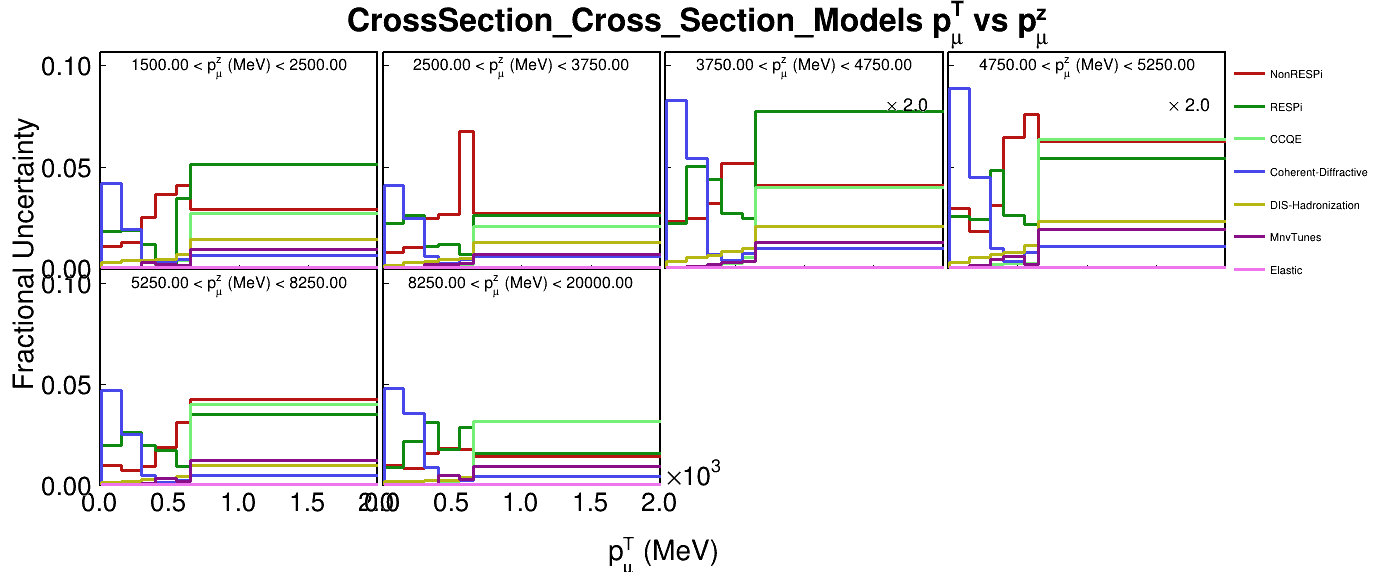 CrossSection_Cross_Section_Models p_μ^T vs p_μ^z
Fractional Uncertainty
0.10
0.05
0.00
1500.00 < p_μ^z (MeV) < 2500.00
2500.00 < p_μ^z (MeV) < 3750.00
3750.00 < p_μ^z (MeV) < 4750.00
× 2.0
4750.00 < p_μ^z (MeV) < 5250.00
× 2.0
NonRESPi
RESPi
CCQE
Coherent-Diffractive
DIS-Hadronization
MnvTunes
Elastic
0.10
0.05
0.00
5250.00 < p_μ^z (MeV) < 8250.00
8250.00 < p_μ^z (MeV) < 20000.00
×10³
0.0 0.5 1.0 1.5 2.0
0.0 0.5 1.0 1.5 2.0
p_μ^T (MeV)